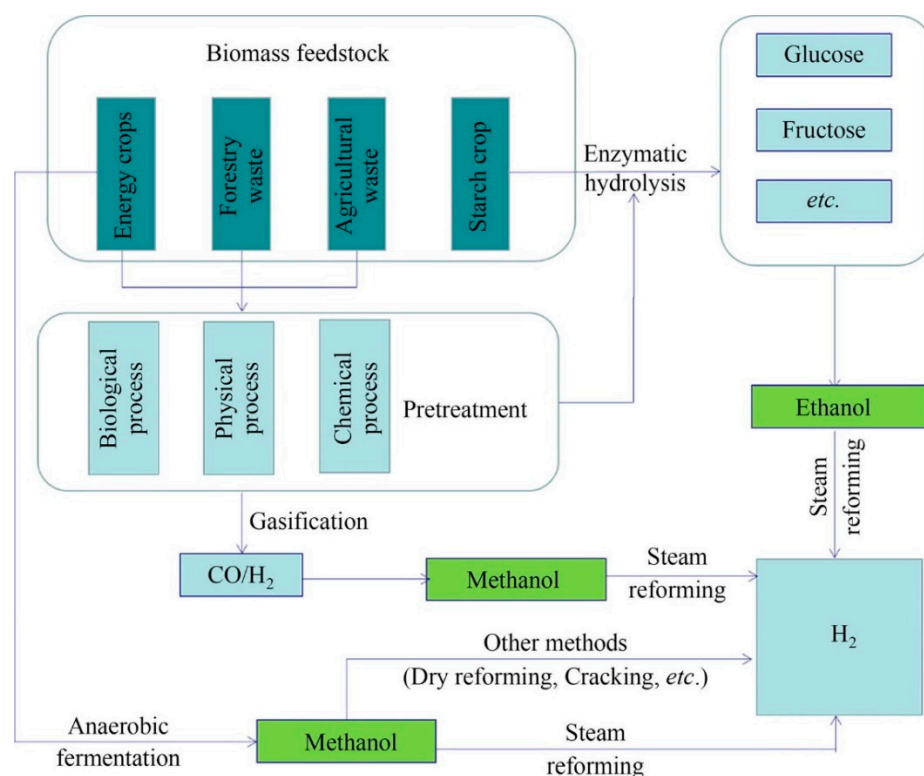 Biomass feedstock
Energy crops
Forestry
waste
Agricultural
waste
Starch crop
Enzymatic
hydrolysis
Glucose
Fructose
etc.
Biological
process
Physical
process
Chemical
process
Pretreatment
Ethanol
Steam
reforming
Gasification
CO/H₂
Methanol
Steam
reforming
H₂
Other methods
(Dry reforming, Cracking, etc.)
Anaerobic
fermentation
Methanol
Steam
reforming